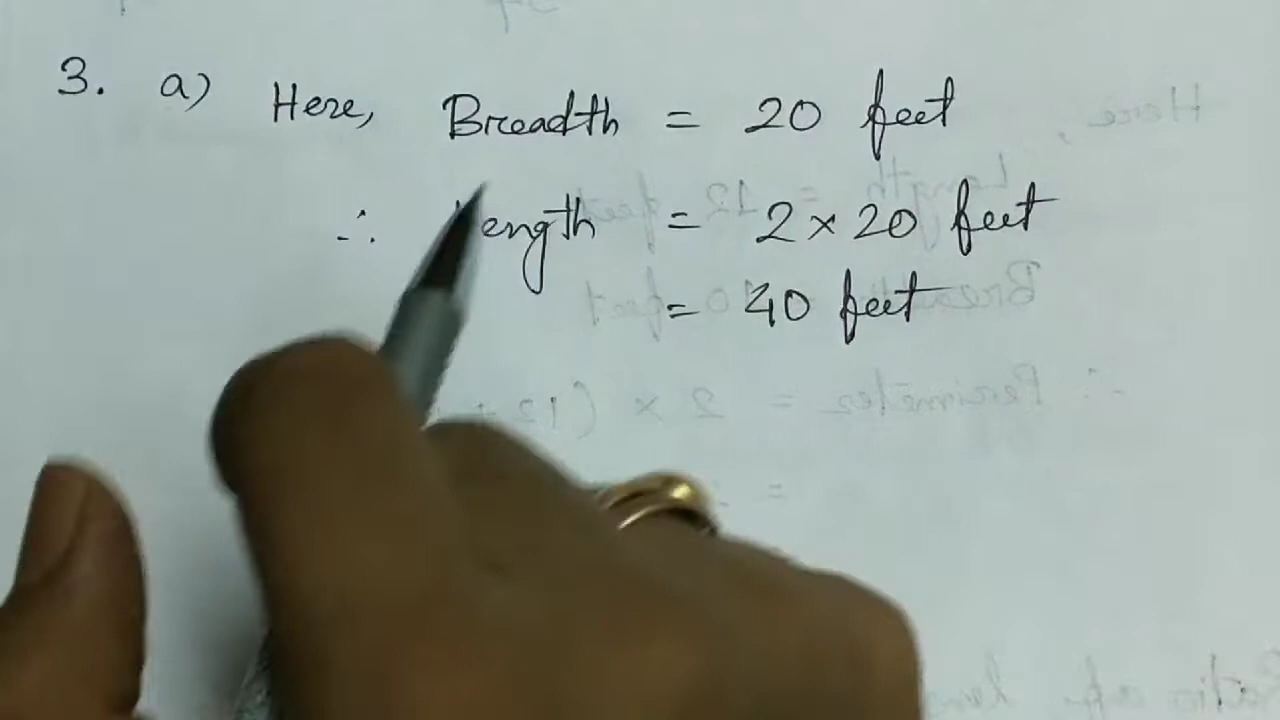 3. a) Here, Breadth = 20 feet
∴ Length = 2 × 20 feet
= 40 feet